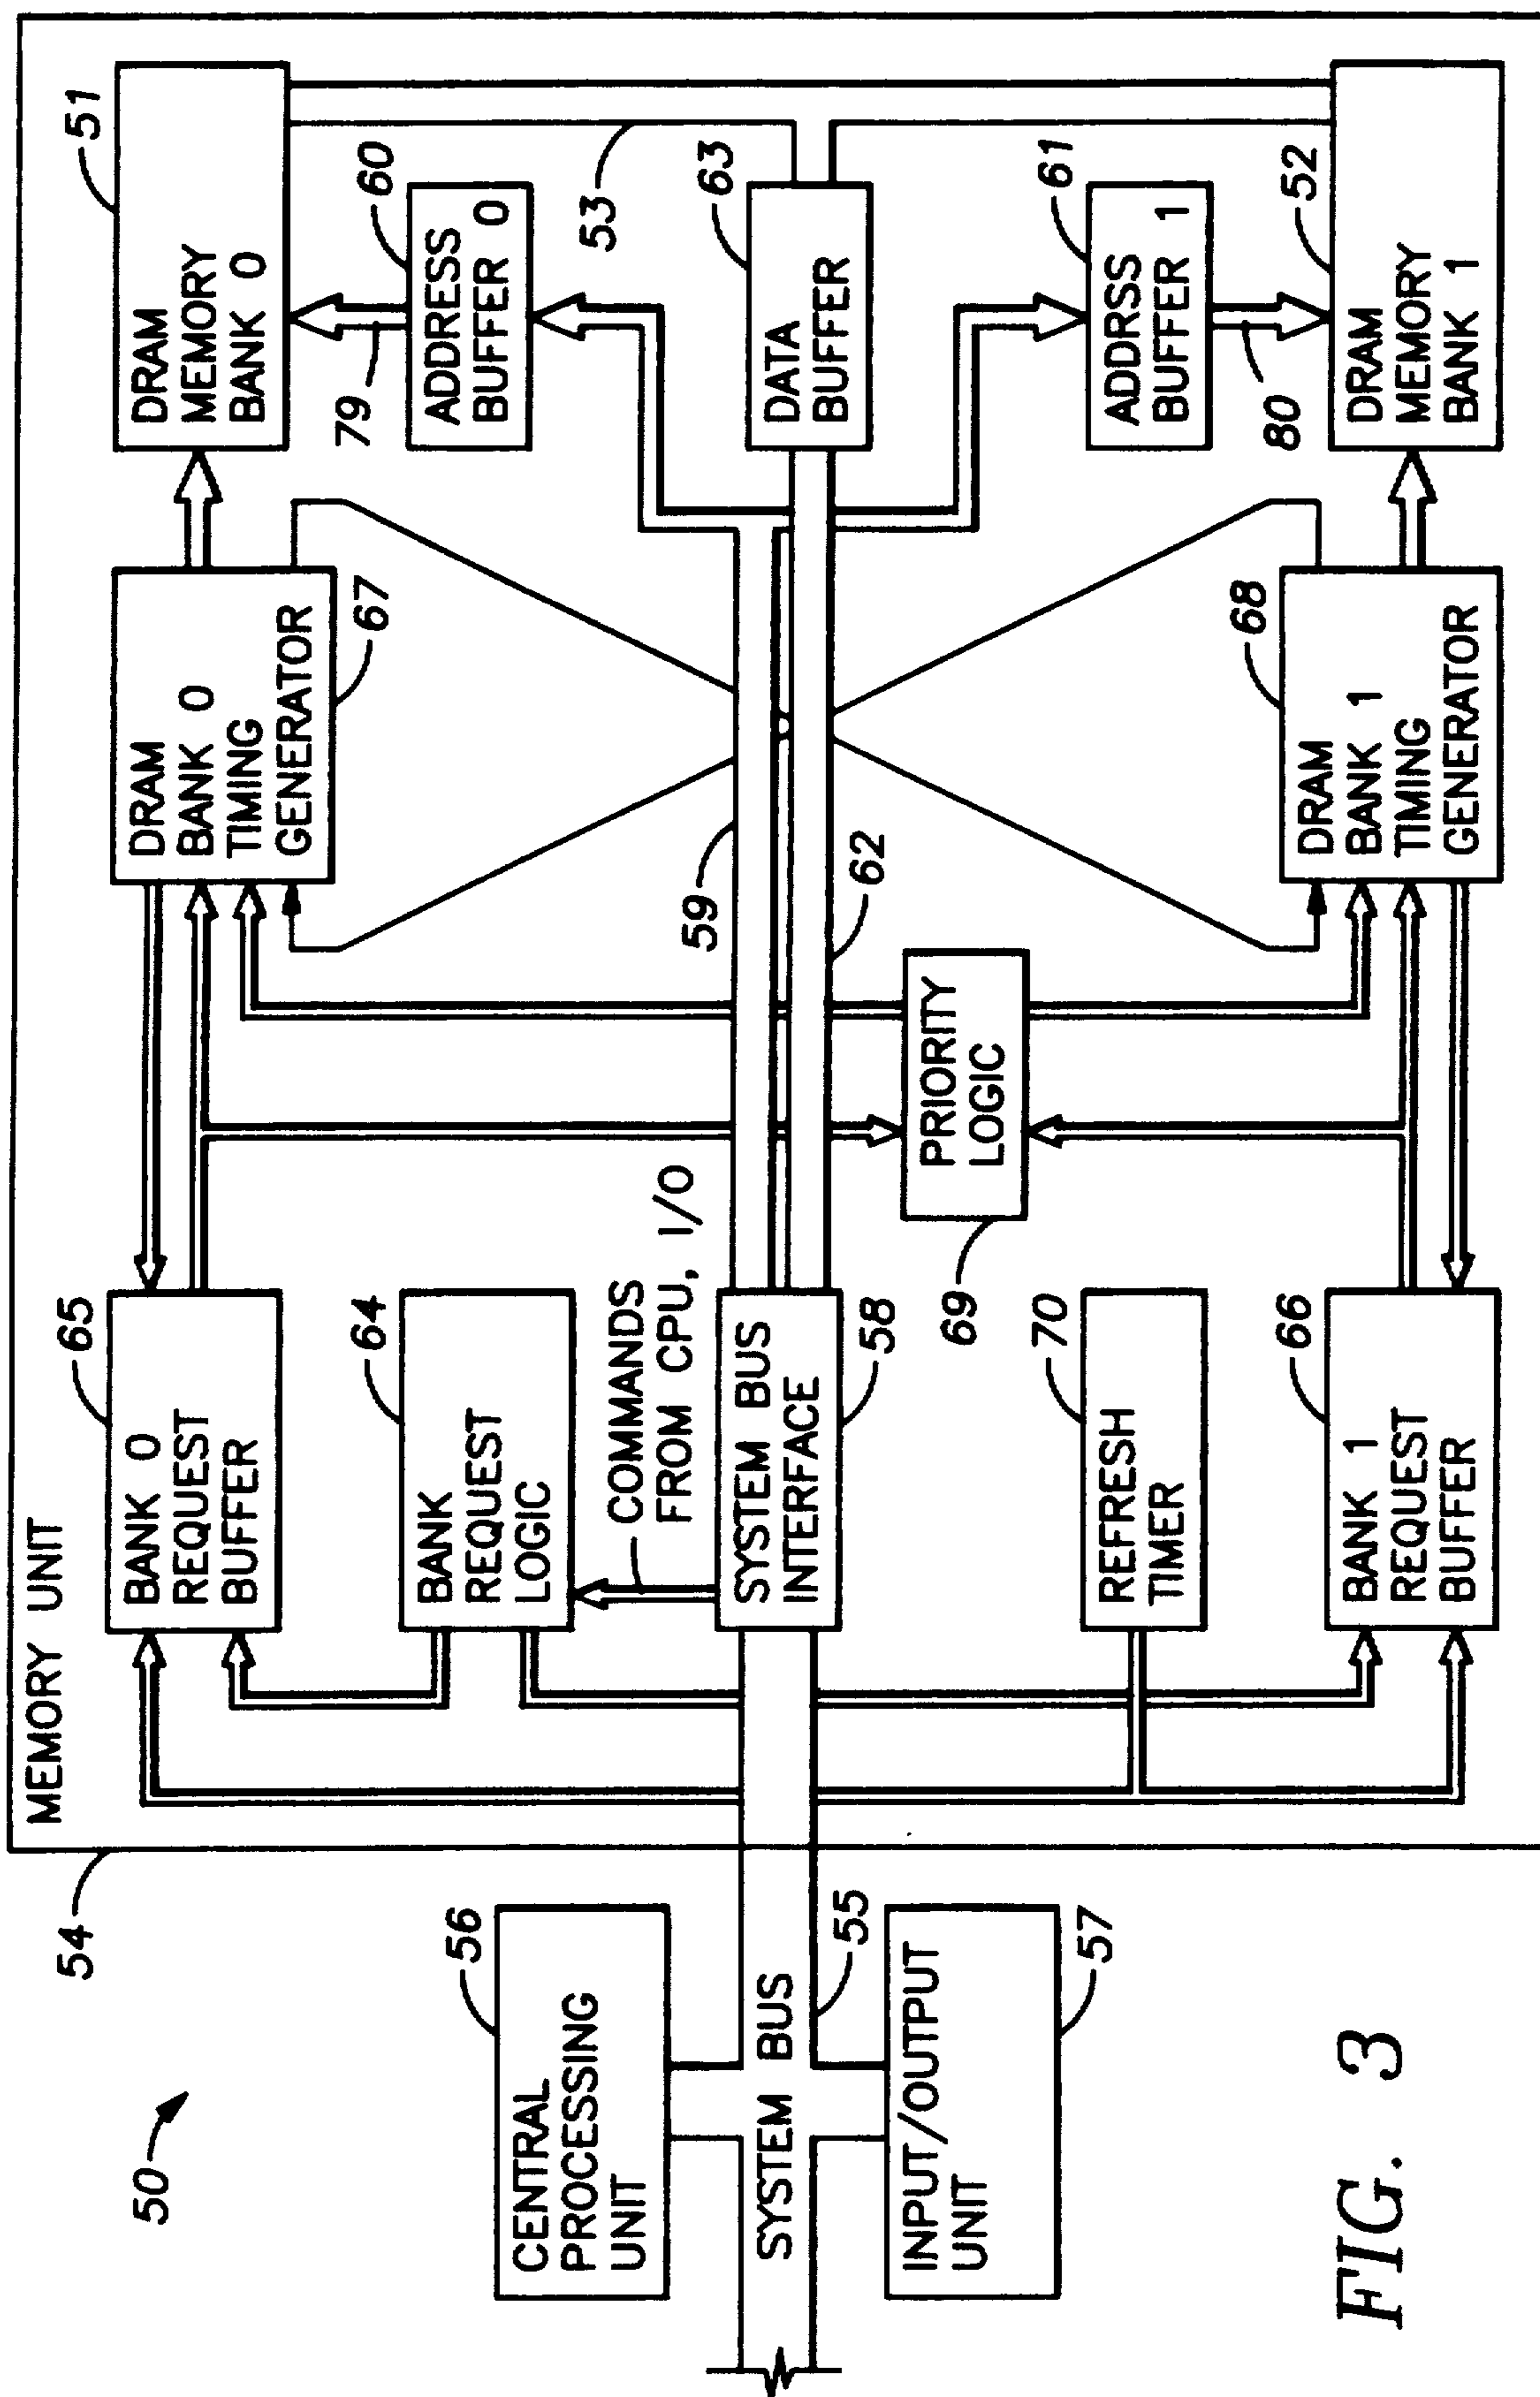 MEMORY UNIT
54
50
BANK 0
REQUEST
BUFFER
65
DRAM
BANK 0
TIMING
GENERATOR
67
DRAM
MEMORY
BANK 0
51
BANK
REQUEST
LOGIC
64
79
ADDRESS
BUFFER 0
60
COMMANDS
FROM CPU, I/O
53
CENTRAL
PROCESSING
UNIT
56
SYSTEM BUS
55
SYSTEM BUS
INTERFACE
58
59
62
DATA
BUFFER
63
INPUT/OUTPUT
UNIT
57
PRIORITY
LOGIC
69
REFRESH
TIMER
70
ADDRSS
BUFFER 1
61
80
BANK 1
REQUEST
BUFFER
66
DRAM
BANK 1
TIMING
GENERATOR
68
DRAM
MEMORY
BANK 1
52
FIG. 3